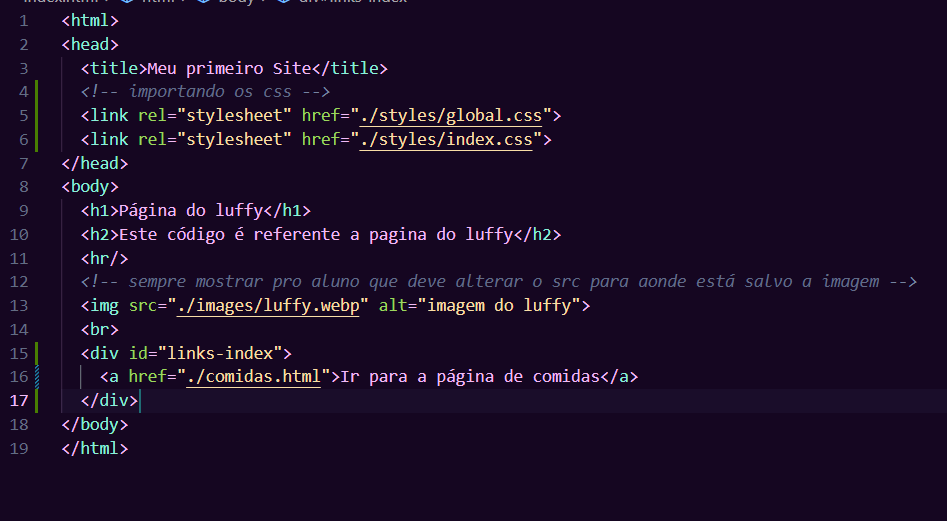 index.html > html > body > div#links-index
1 <html>
2 <head>
3 <title>Meu primeiro Site</title>
4 <!-- importando os css -->
5 <link rel="stylesheet" href="./styles/global.css">
6 <link rel="stylesheet" href="./styles/index.css">
7 </head>
8 <body>
9 <h1>Página do luffy</h1>
10 <h2>Este código é referente a pagina do luffy</h2>
11 <hr/>
12 <!-- sempre mostrar pro aluno que deve alterar o src para aonde está salvo a imagem -->
13 <img src="./images/luffy.webp" alt="imagem do luffy">
14 <br>
15 <div id="links-index">
16 <a href="./comidas.html">Ir para a página de comidas</a>
17 </div>
18 </body>
19 </html>